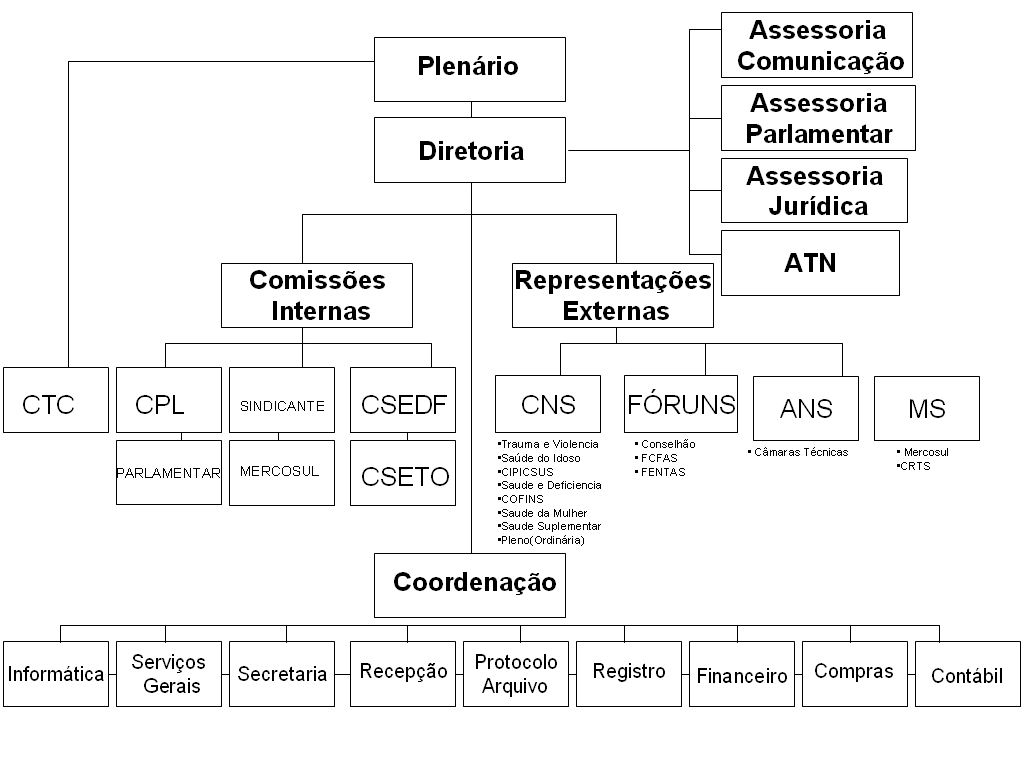 Assessoria
Comunicação
Plenário
Assessoria
Parlamentar
Diretoria
Assessoria
Jurídica
ATN
Comissões
Internas
Representações
Externas
CTC
CPL
SINDICANTE
CSEDF
CNS
FÓRUNS
ANS
MS
PARLAMENTAR
MERCOSUL
CSETO
•Trauma e Violencia
•Saúde do Idoso
•CIPICSUS
•Saude e Deficiencia
•COFINS
•Saude da Mulher
•Saude Suplementar
•Pleno(Ordinária)
• Conselhão
• FCFAS
• FENTAS
• Câmaras Técnicas
• Mercosul
•CRTS
Coordenação
Informática
Serviços
Gerais
Secretaria
Recepção
Protocolo
Arquivo
Registro
Financeiro
Compras
Contábil